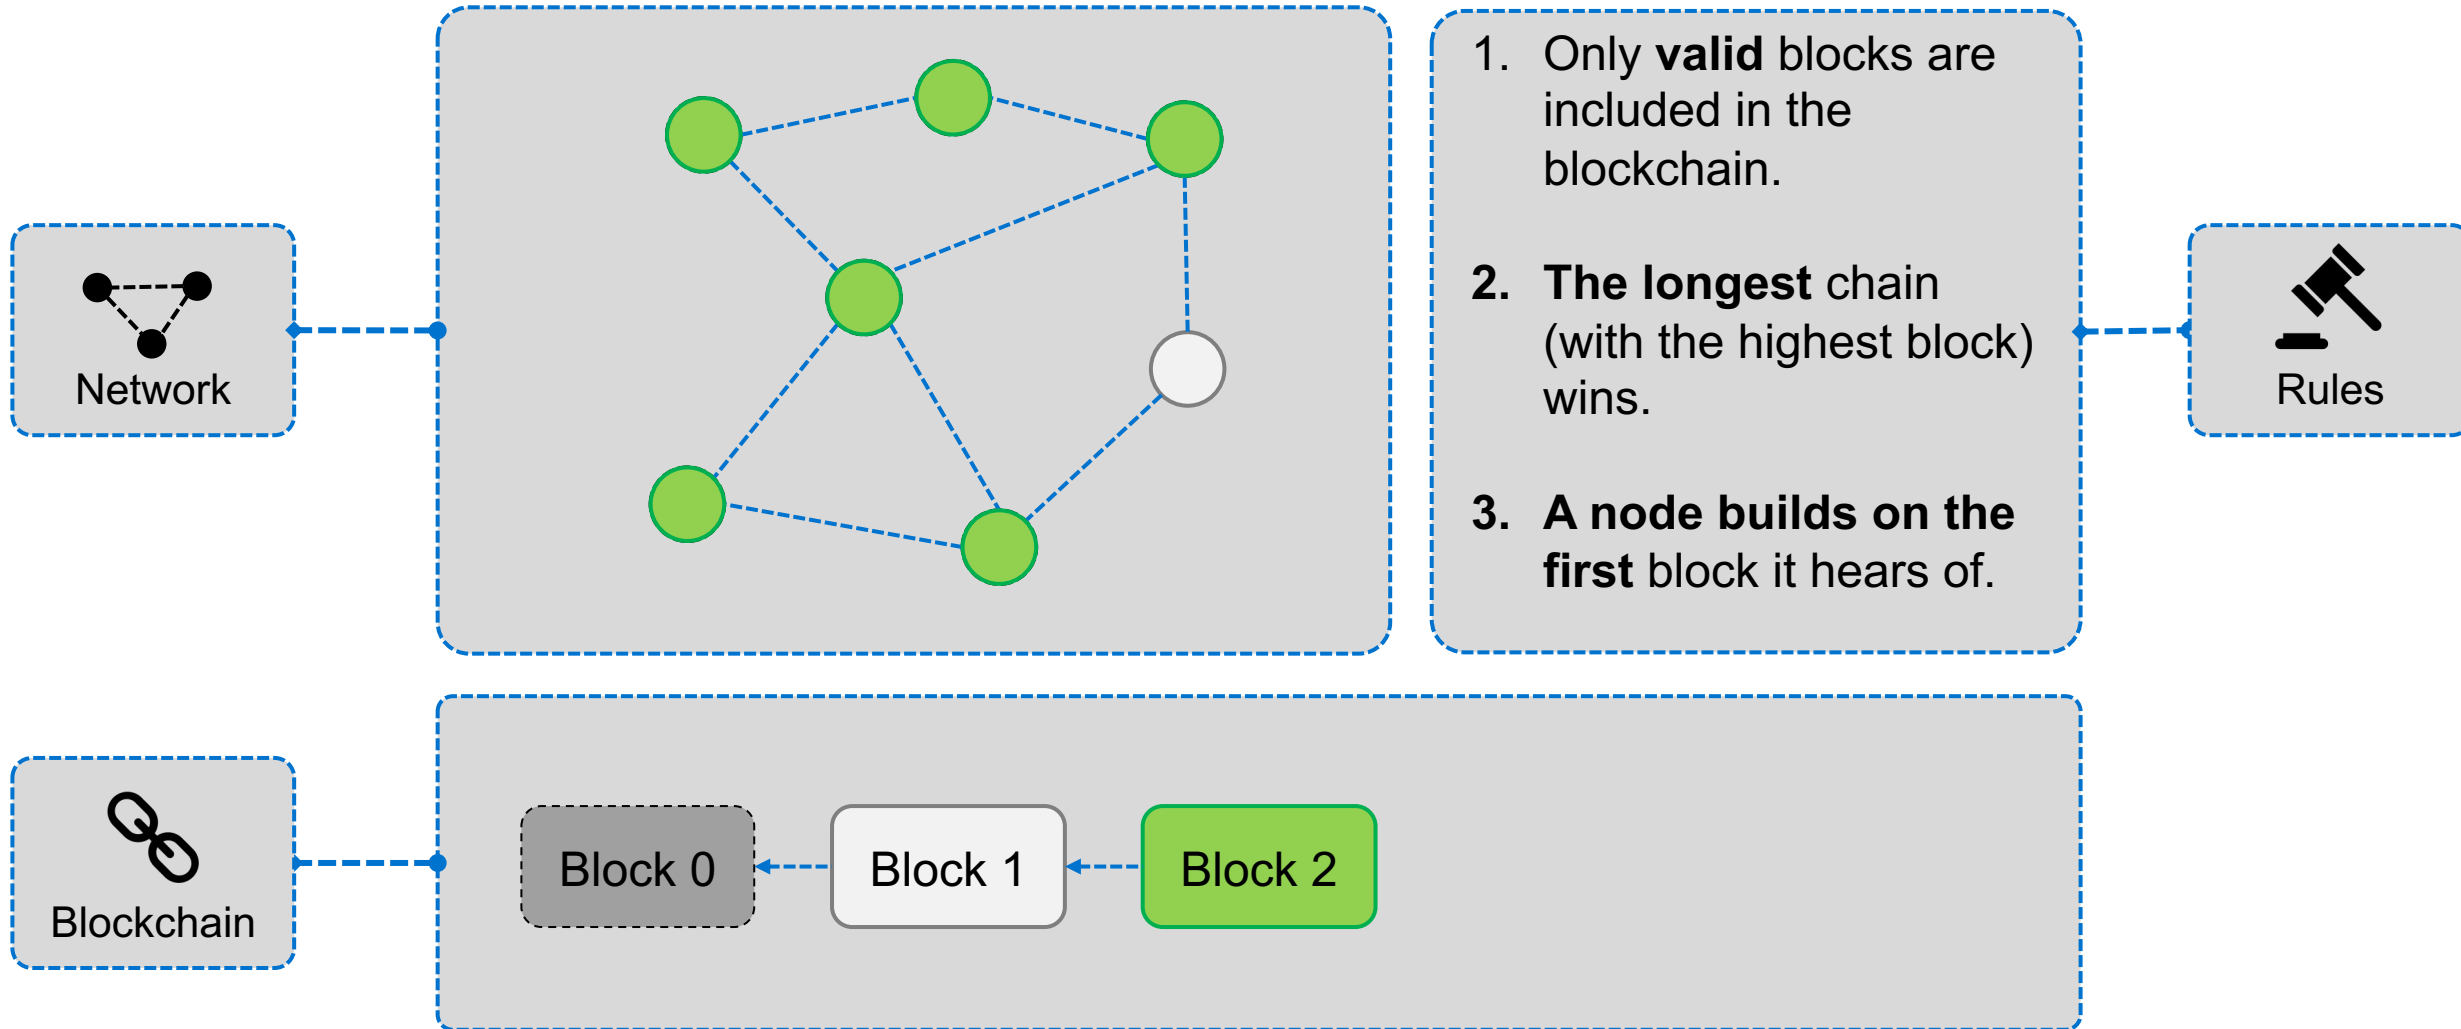 Network
1. Only valid blocks are
included in the
blockchain.
2. The longest chain
(with the highest block)
wins.
3. A node builds on the
first block it hears of.
Rules
Blockchain
Block 0
Block 1
Block 2